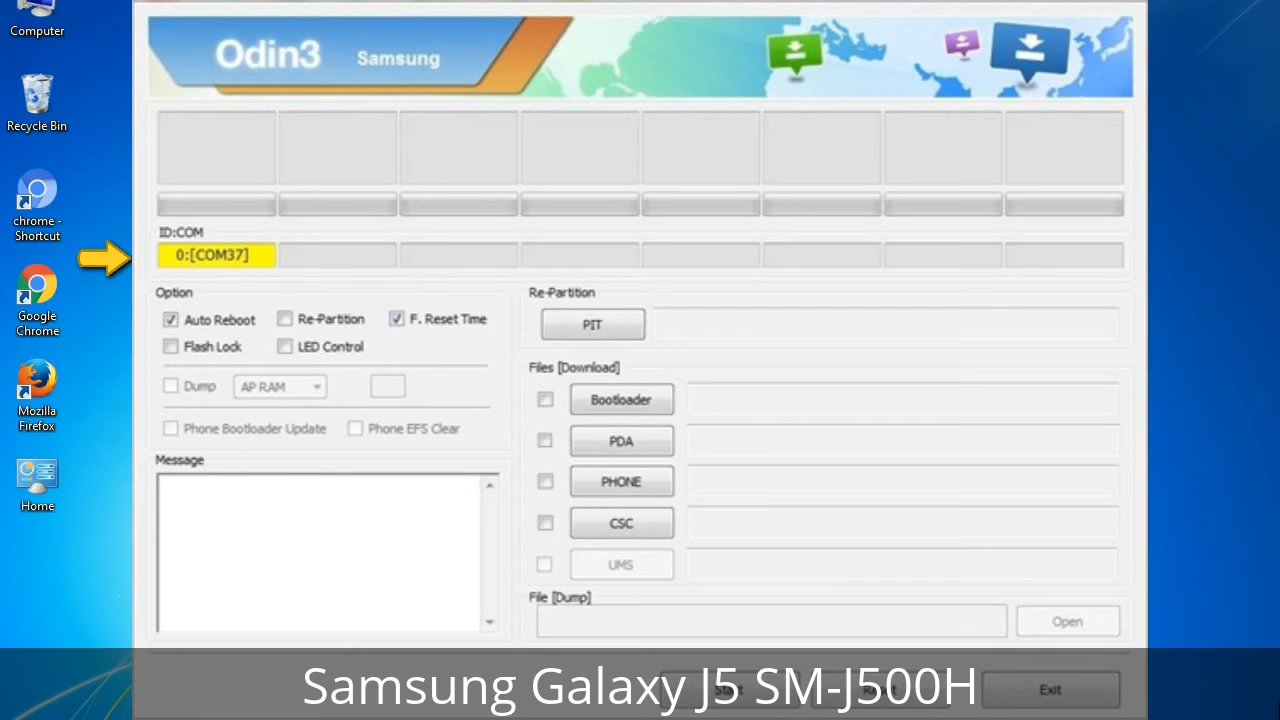 Computer
Recycle Bin
chrome -
Shortcut
Google
Chrome
Mozilla
Firefox
Home
Odin3 Samsung
ID:COM
0:[COM37]
Option
Auto Reboot Re-Partition F. Reset Time
Flash Lock LED Control
Dump AP RAM
Phone Bootloader Update Phone EFS Clear
Message
Re-Partition
PIT
Files [Download]
Bootloader
PDA
PHONE
CSC
UMS
File [Dump]
Open
Start Reset Exit
Samsung Galaxy J5 SM-J500H